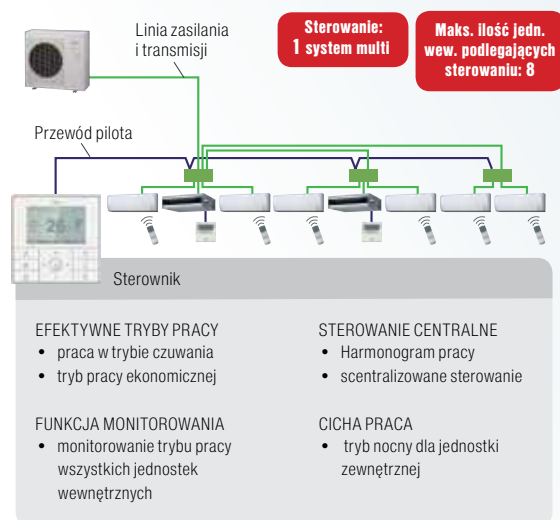 Linia zasilania
i transmisji
Sterowanie:
1 system multi
Maks. ilość jedn.
wew. podlegających
sterowaniu: 8
Przewód pilota
26
Sterownik
EFEKTYWNE TRYBY PRACY
• praca w trybie czuwania
• tryb pracy ekonomicznej
FUNKCJA MONITOROWANIA
• monitorowanie trybu pracy
wszystkich jednostek
wewnętrznych
STEROWANIE CENTRALNE
• Harmonogram pracy
• scentralizowane sterowanie
CICHA PRACA
• tryb nocny dla jednostki
zewnętrznej